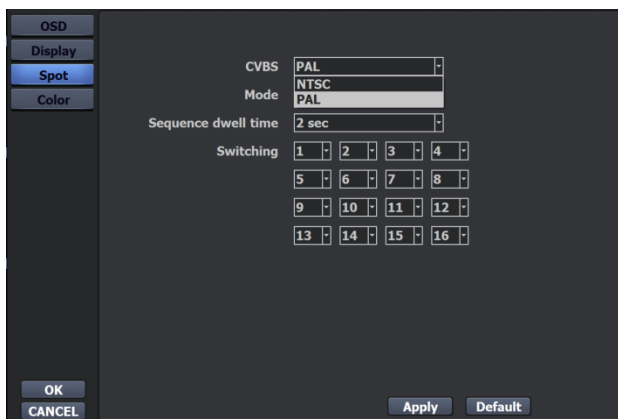 OSD
Display
Spot
Color
CVBS PAL
NTSC
PAL
Mode
Sequence dwell time 2 sec
Switching 1 2 3 4
5 6 7 8
9 10 11 12
13 14 15 16
OK
CANCEL
Apply Default